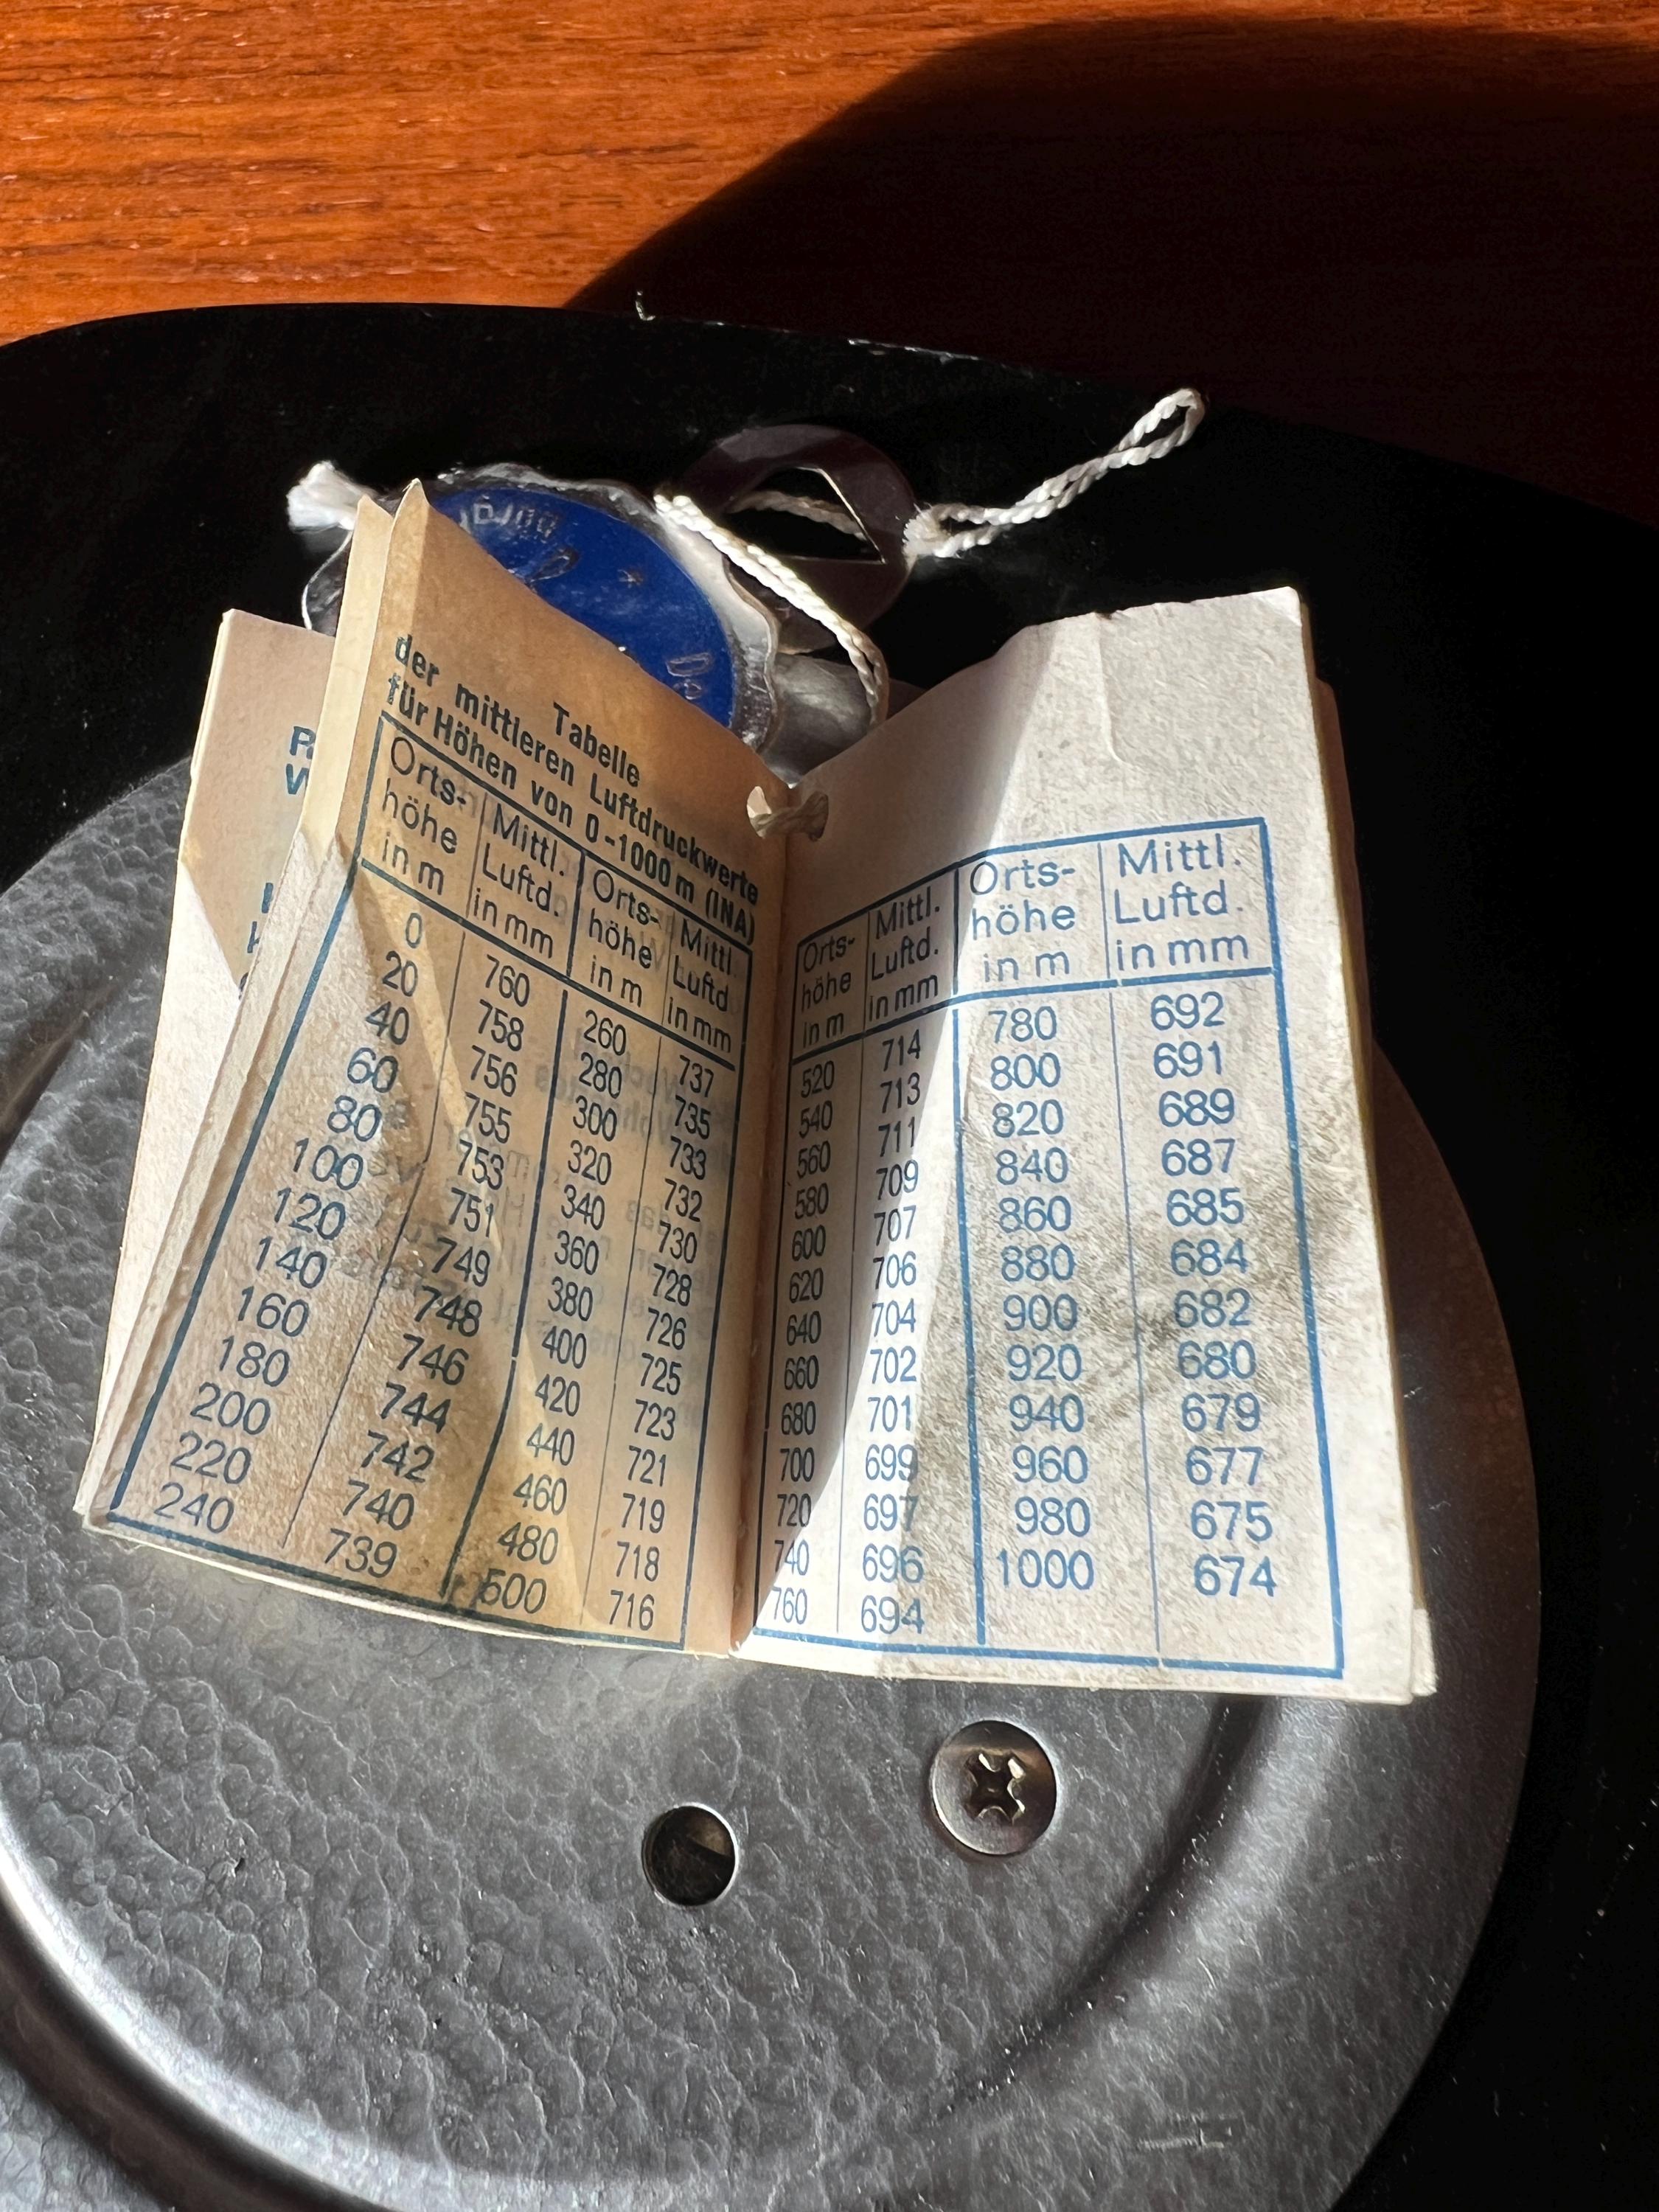 Tabelle
der mittleren Luftdruckwerte
für Höhen von 0-1000 m (INA)
Orts- Mittl. Orts- Mittl.
höhe Luftd. höhe Luftd.
in m in mm in m in mm
0 760 260 737
20 758 280 735
40 756 300 733
60 755 320 732
80 753 340 730
100 751 360 728
120 749 380 726
140 748 400 725
160 746 420 723
180 744 440 721
200 742 460 719
220 740 480 718
240 739 500 716
Orts- Mittl. Orts- Mittl.
höhe Luftd. höhe Luftd.
in m in mm in m in mm
520 714 780 692
540 713 800 691
560 711 820 689
580 709 840 687
600 707 860 685
620 706 880 684
640 704 900 682
660 702 920 680
680 701 940 679
700 699 960 677
720 697 980 675
740 696 1000 674
760 694